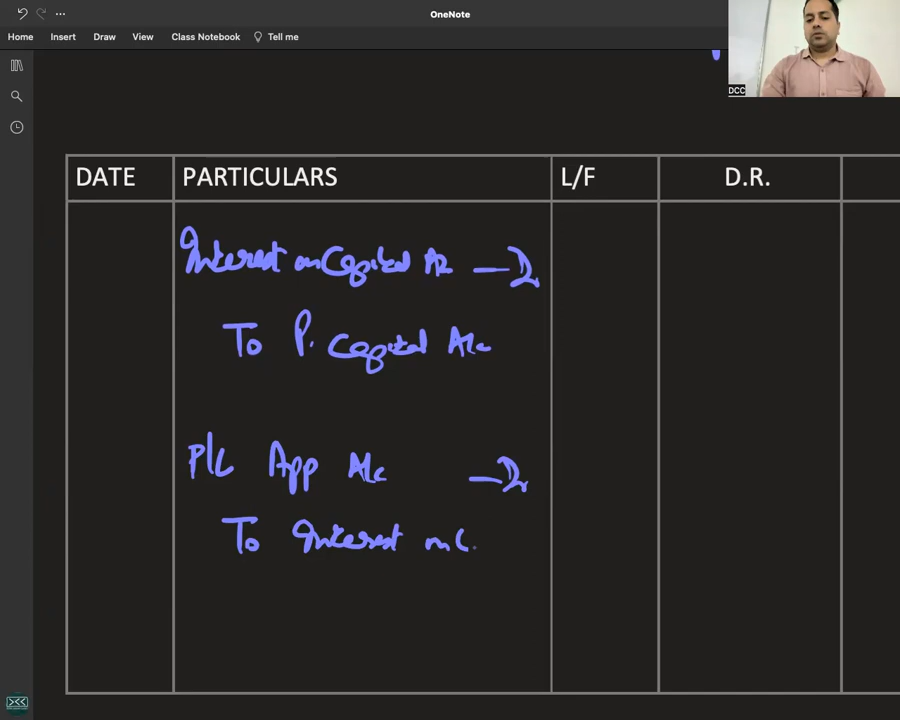 OneNote
Home Insert Draw View Class Notebook Tell me
DCC
DATE PARTICULARS L/F D.R.
Interest on Capital A/c — Dr
To P. Capital A/c
P/L App A/c — Dr
To Interest on C